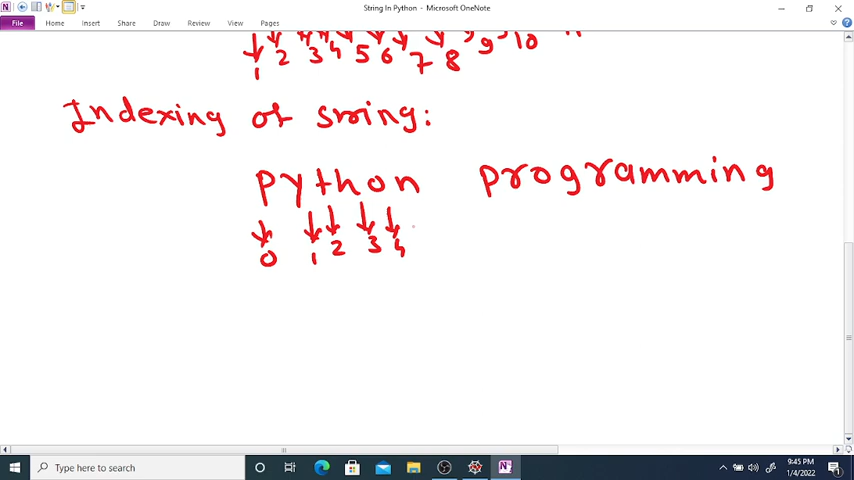 String In Python - Microsoft OneNote
File Home Insert Share Draw Review View Pages
1 2 3 4 5 6 7 8 9 10
Indexing of string:
python programming
0 1 2 3 4
Type here to search
9:45 PM
1/4/2022